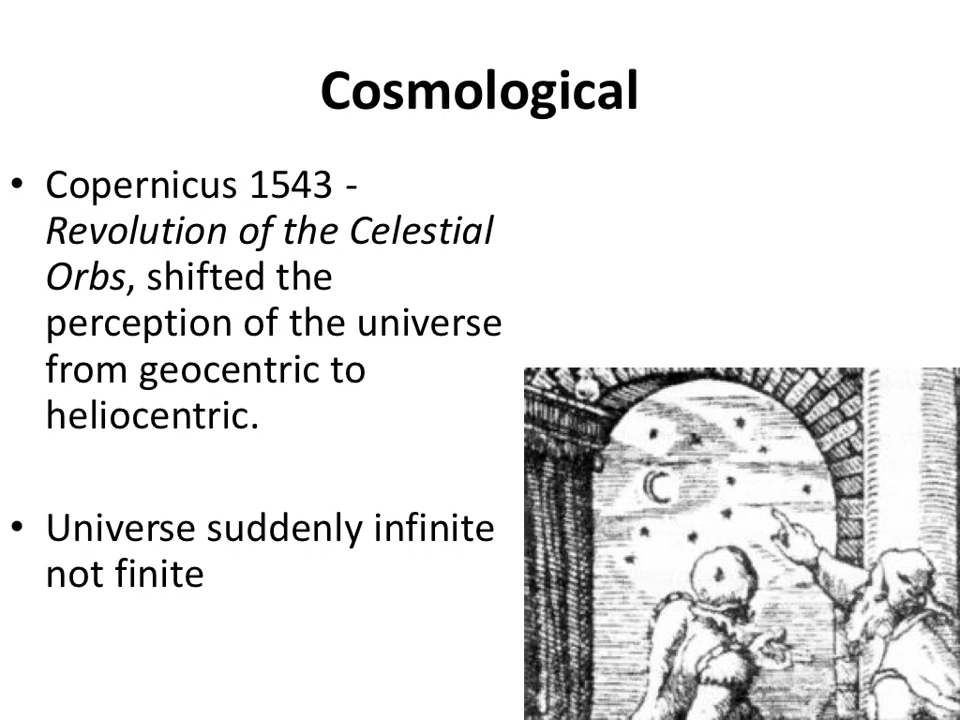 Cosmological
• Copernicus 1543 -
Revolution of the Celestial
Orbs, shifted the
perception of the universe
from geocentric to
heliocentric.
• Universe suddenly infinite
not finite